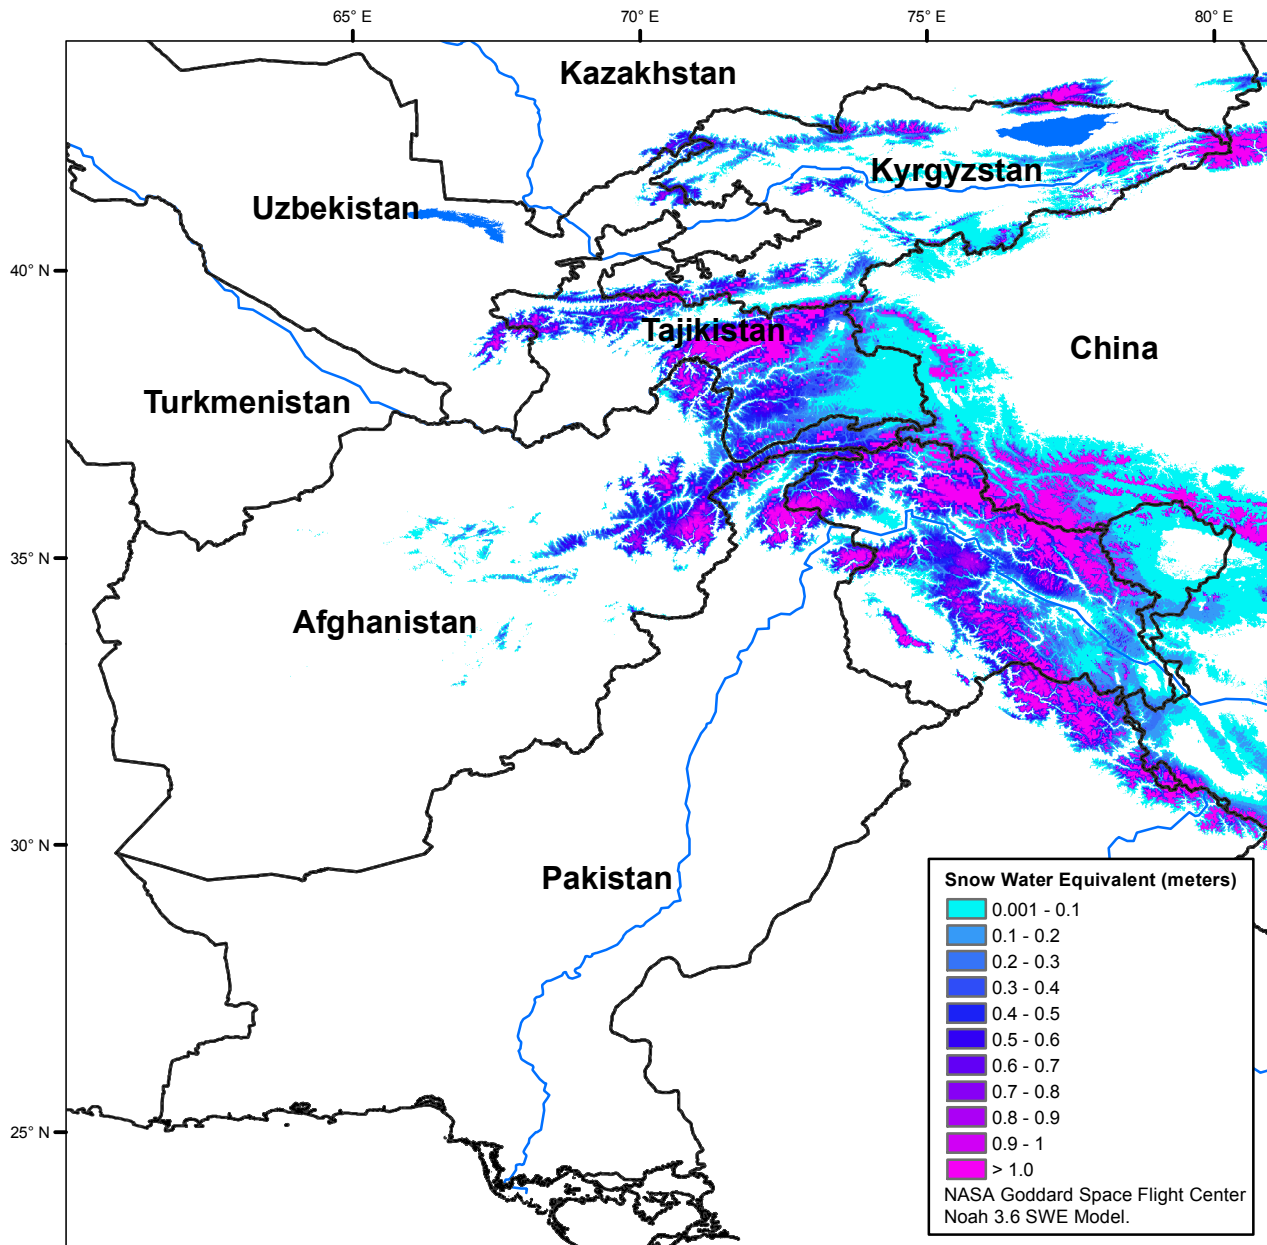 65° E
70° E
75° E
80° E
Kazakhstan
Kyrgyzstan
Uzbekistan
40° N
Tajikistan
China
Turkmenistan
35° N
Afghanistan
30° N
Pakistan
Snow Water Equivalent (meters)
0.001 - 0.1
0.1 - 0.2
0.2 - 0.3
0.3 - 0.4
0.4 - 0.5
0.5 - 0.6
0.6 - 0.7
0.7 - 0.8
0.8 - 0.9
0.9 - 1
> 1.0
NASA Goddard Space Flight Center
Noah 3.6 SWE Model.
25° N